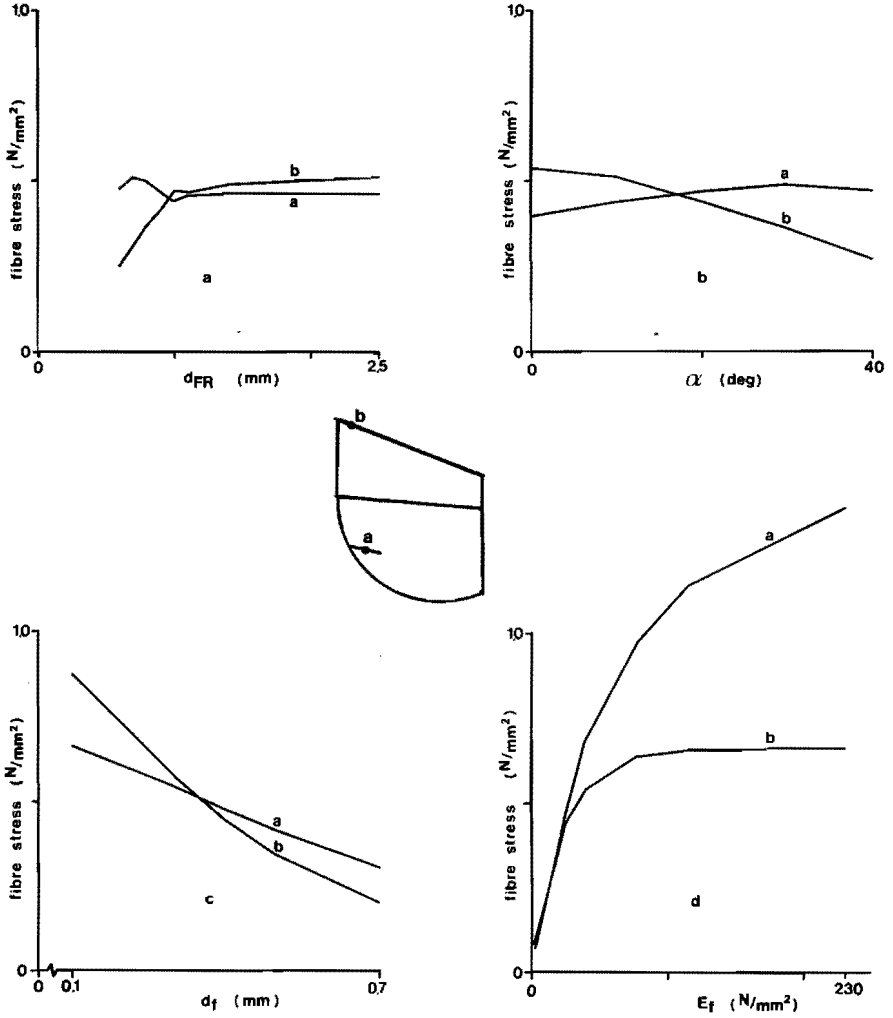 1.0
fibre stress (N/mm²)
b
a
a
0
0
2.5
d_FR (mm)
1.0
fibre stress (N/mm²)
a
b
b
0
0
40
α (deg)
b
a
1.0
fibre stress (N/mm²)
a
b
c
0
0
0.1
0.7
d_f (mm)
a
1.0
fibre stress (N/mm²)
b
d
0
0
230
E_f (N/mm²)